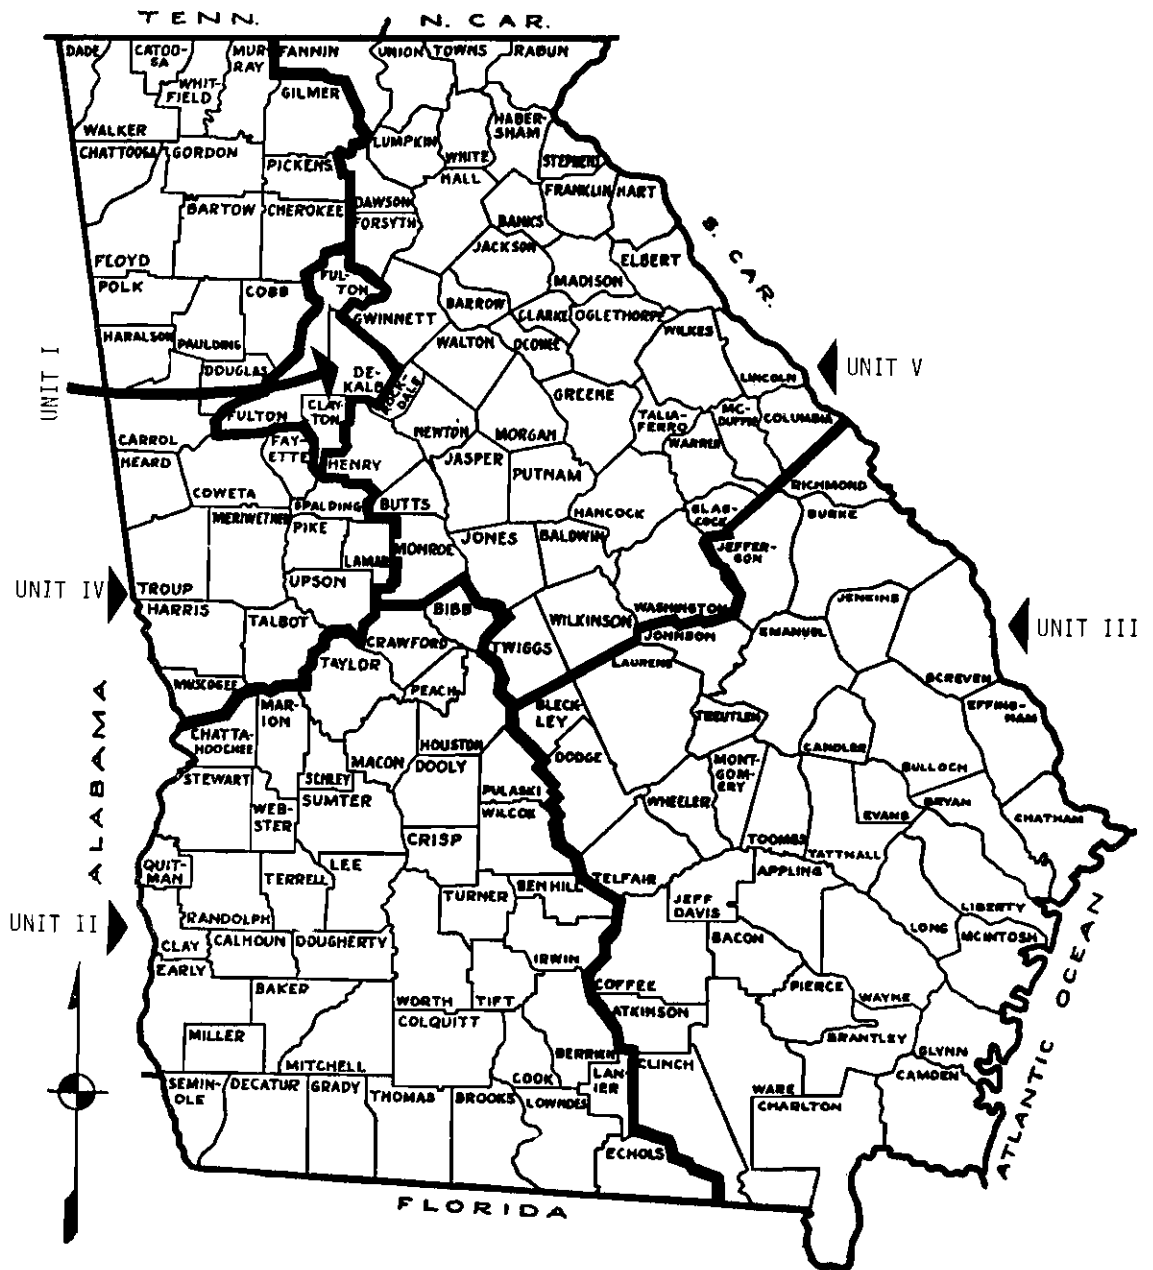 TENN.
N. CAR.
DADE
CATOO-
SA
MUR-
RAY
FANNIN
UNION
TOWNS
RABUN
WHIT-
FIELD
GILMER
WALKER
LUMPKIN
HABER-
SHAM
WHITE
CHATTOOGA
GORDON
PICKENS
STEPHENS
HALL
FRANKLIN
HART
BARTOW
CHEROKEE
DAWSON
FORSYTH
BANKS
S. CAR.
JACKSON
ELBERT
FLOYD
MADISON
POLK
COBB
FUL-
TON
BARROW
CLARKE
OGLETHORPE
GWINNETT
HARALSON
PAULDING
WALTON
OCONEE
WILKES
UNIT I
DOUGLAS
DE-
KALB
ROCK-
DALE
LINCOLN
UNIT V
GREENE
FULTON
CLAY-
TON
TALIA-
FERRO
MC-
DUFFIE
COLUMBIA
CARROL
FAY-
ETTE
NEWTON
MORGAN
WARREN
HEARD
HENRY
JASPER
PUTNAM
RICHMOND
COWETA
SPALDING
BUTTS
HANCOCK
GLAS-
COCK
BURKE
MERIWETHER
PIKE
LAMAR
MONROE
JONES
BALDWIN
JEFFER-
SON
UNIT IV
TROUP
UPSON
HARRIS
TALBOT
BIBB
WILKINSON
WASHINGTON
JENKINS
CRAWFORD
TWIGGS
JOHNSON
EMANUEL
UNIT III
TAYLOR
LAURENS
MUSCOGEE
PEACH
SCREVEN
MAR-
ION
BLECK-
LEY
TREUTLEN
EFFING-
HAM
CHATTA-
HOOCHEE
HOUSTON
DODGE
CANDLER
ALABAMA
STEWART
SCHLEY
MACON
DOOLY
MONT-
GOM-
ERY
BULLOCH
WEB-
STER
SUMTER
PULASKI
WILCOX
WHEELER
EVANS
BRYAN
CHATHAM
CRISP
TOOMBS
TATTNALL
QUIT-
MAN
TERRELL
LEE
TELFAIR
APPLING
TURNER
BEN HILL
JEFF
DAVIS
LIBERTY
UNIT II
RANDOLPH
LONG
MCINTOSH
CLAY
CALHOUN
DOUGHERTY
BACON
EARLY
IRWIN
BAKER
WORTH
TIFT
COFFEE
PIERCE
WAYNE
ATKINSON
COLQUITT
MILLER
MITCHELL
BERRIEN
BRANTLEY
GLYNN
ATLANTIC OCEAN
SEMIN-
OLE
DECATUR
GRADY
THOMAS
BROOKS
COOK
LAN-
IER
CLINCH
CAMDEN
LOWNDES
WARE
CHARLTON
ECHOLS
FLORIDA